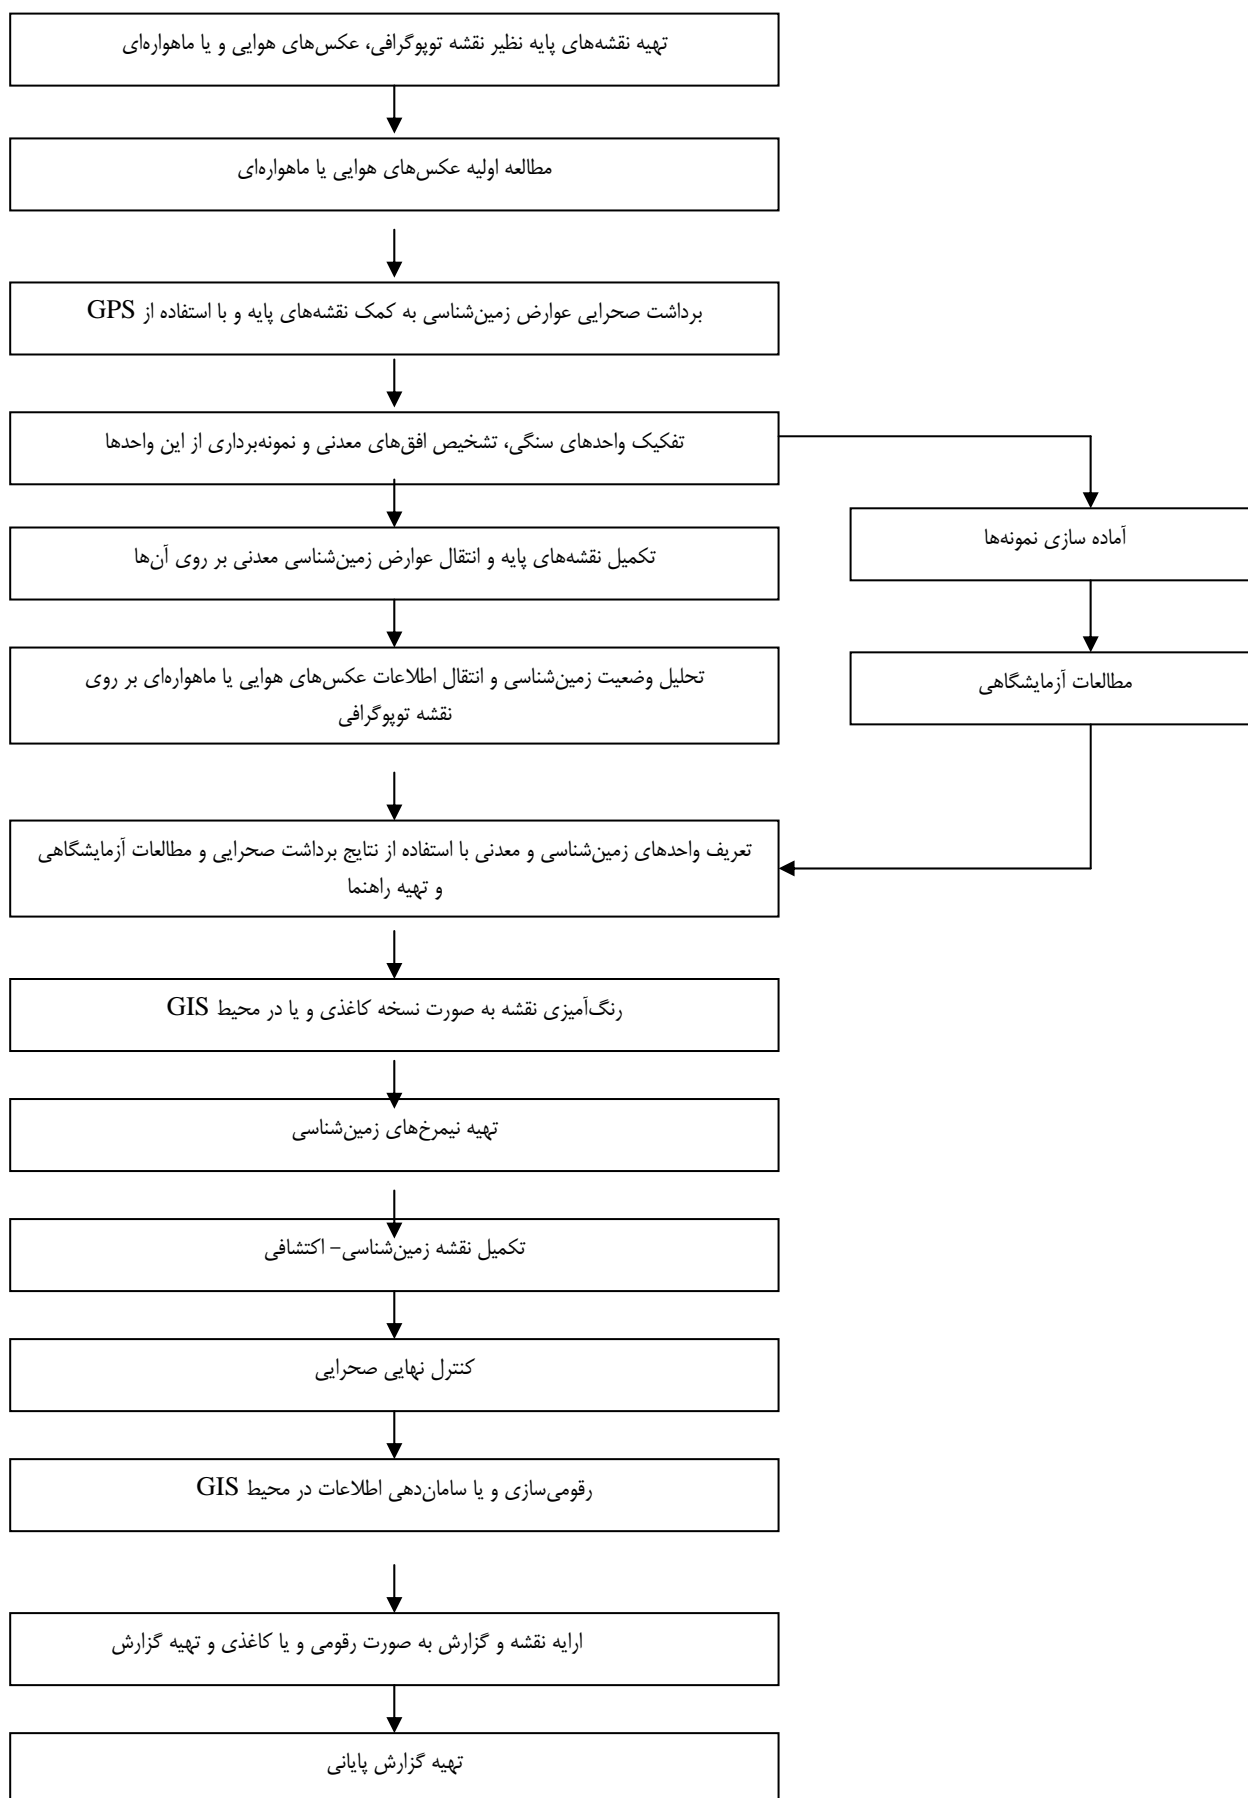 تهیه نقشه‌های پایه نظیر نقشه توپوگرافی، عکس‌های هوایی و یا ماهواره‌ای
مطالعه اولیه عکس‌های هوایی یا ماهواره‌ای
برداشت صحرایی عوارض زمین‌شناسی به کمک نقشه‌های پایه و با استفاده از GPS
تفکیک واحدهای سنگی، تشخیص افق‌های معدنی و نمونه‌برداری از این واحدها
آماده سازی نمونه‌ها
تکمیل نقشه‌های پایه و انتقال عوارض زمین‌شناسی معدنی بر روی آن‌ها
تحلیل وضعیت زمین‌شناسی و انتقال اطلاعات عکس‌های هوایی یا ماهواره‌ای بر روی
نقشه توپوگرافی
مطالعات آزمایشگاهی
تعریف واحدهای زمین‌شناسی و معدنی با استفاده از نتایج برداشت صحرایی و مطالعات آزمایشگاهی
و تهیه راهنما
رنگ‌آمیزی نقشه به صورت نسخه کاغذی و یا در محیط GIS
تهیه نیمرخ‌های زمین‌شناسی
تکمیل نقشه زمین‌شناسی– اکتشافی
کنترل نهایی صحرایی
رقومی‌سازی و یا سامان‌دهی اطلاعات در محیط GIS
ارایه نقشه و گزارش به صورت رقومی و یا کاغذی و تهیه گزارش
تهیه گزارش پایانی